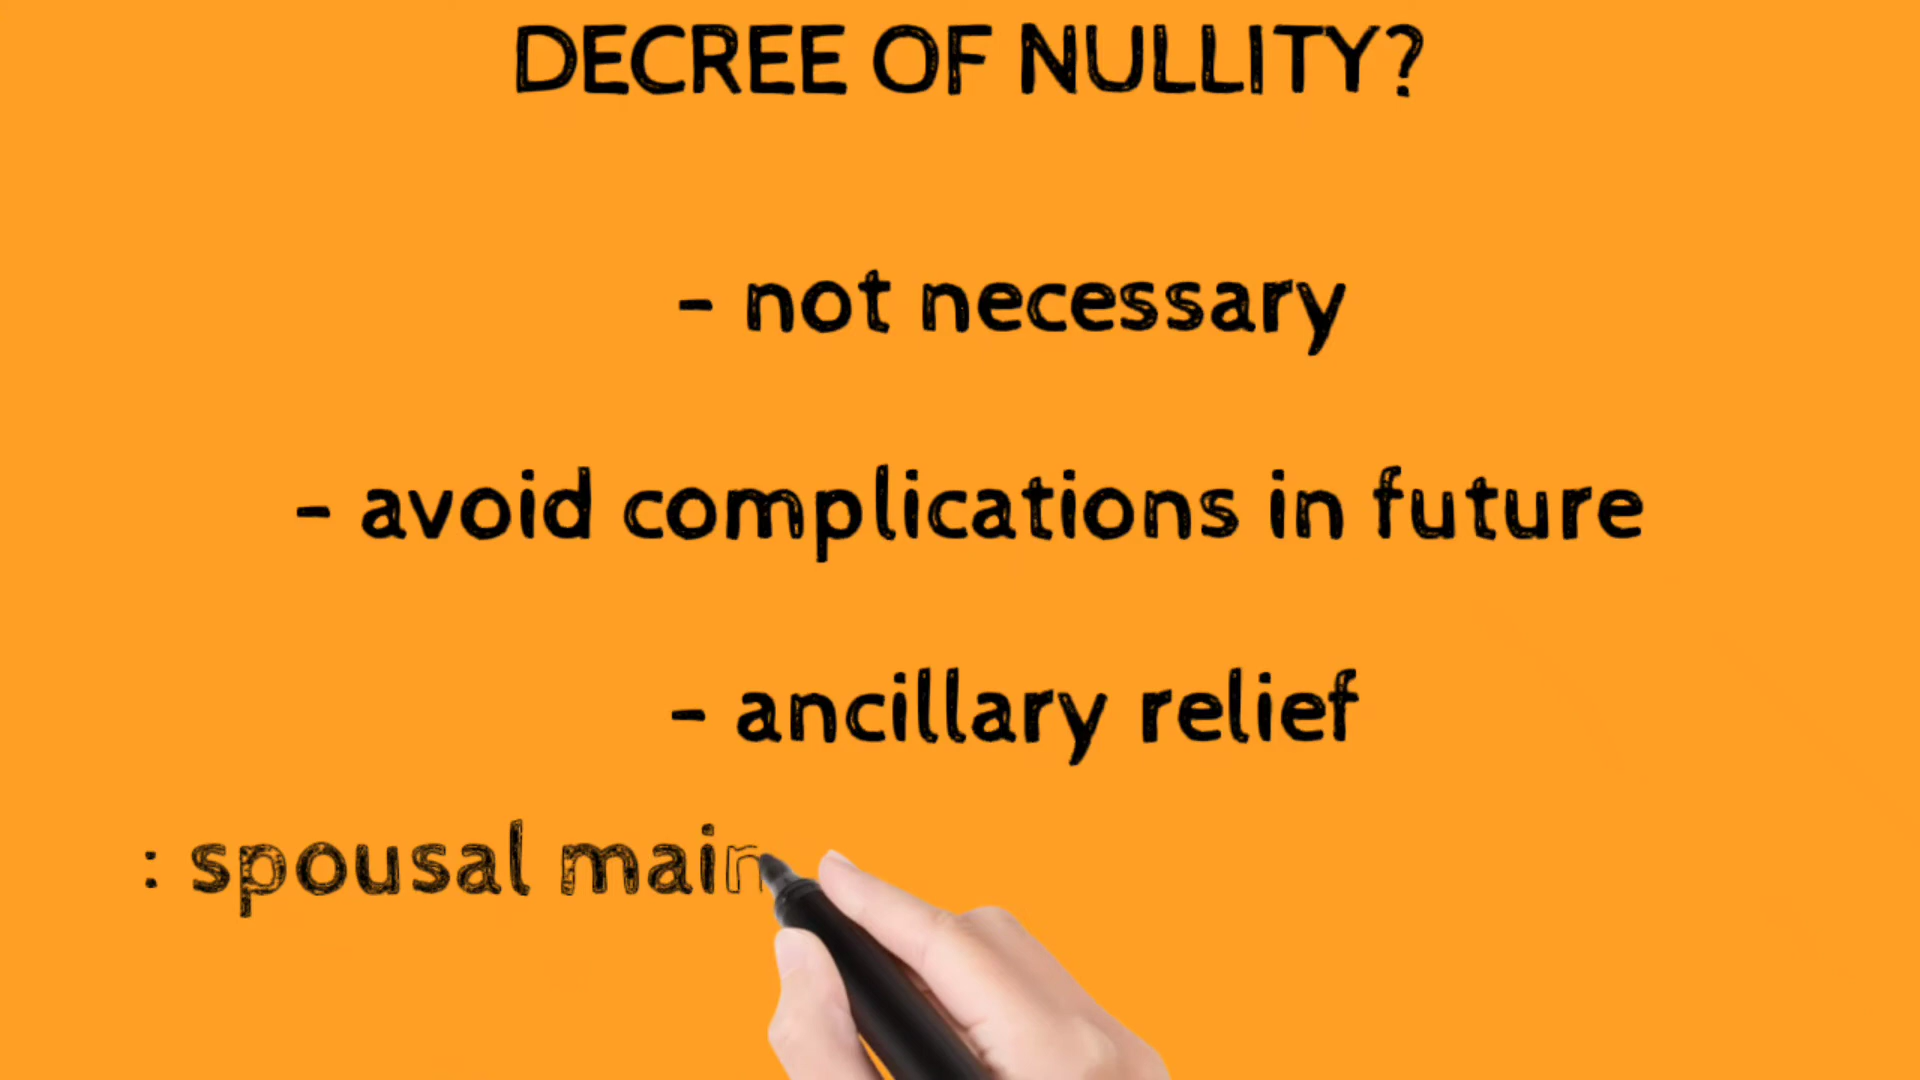 DECREE OF NULLITY?
- not necessary
- avoid complications in future
- ancillary relief
: spousal main